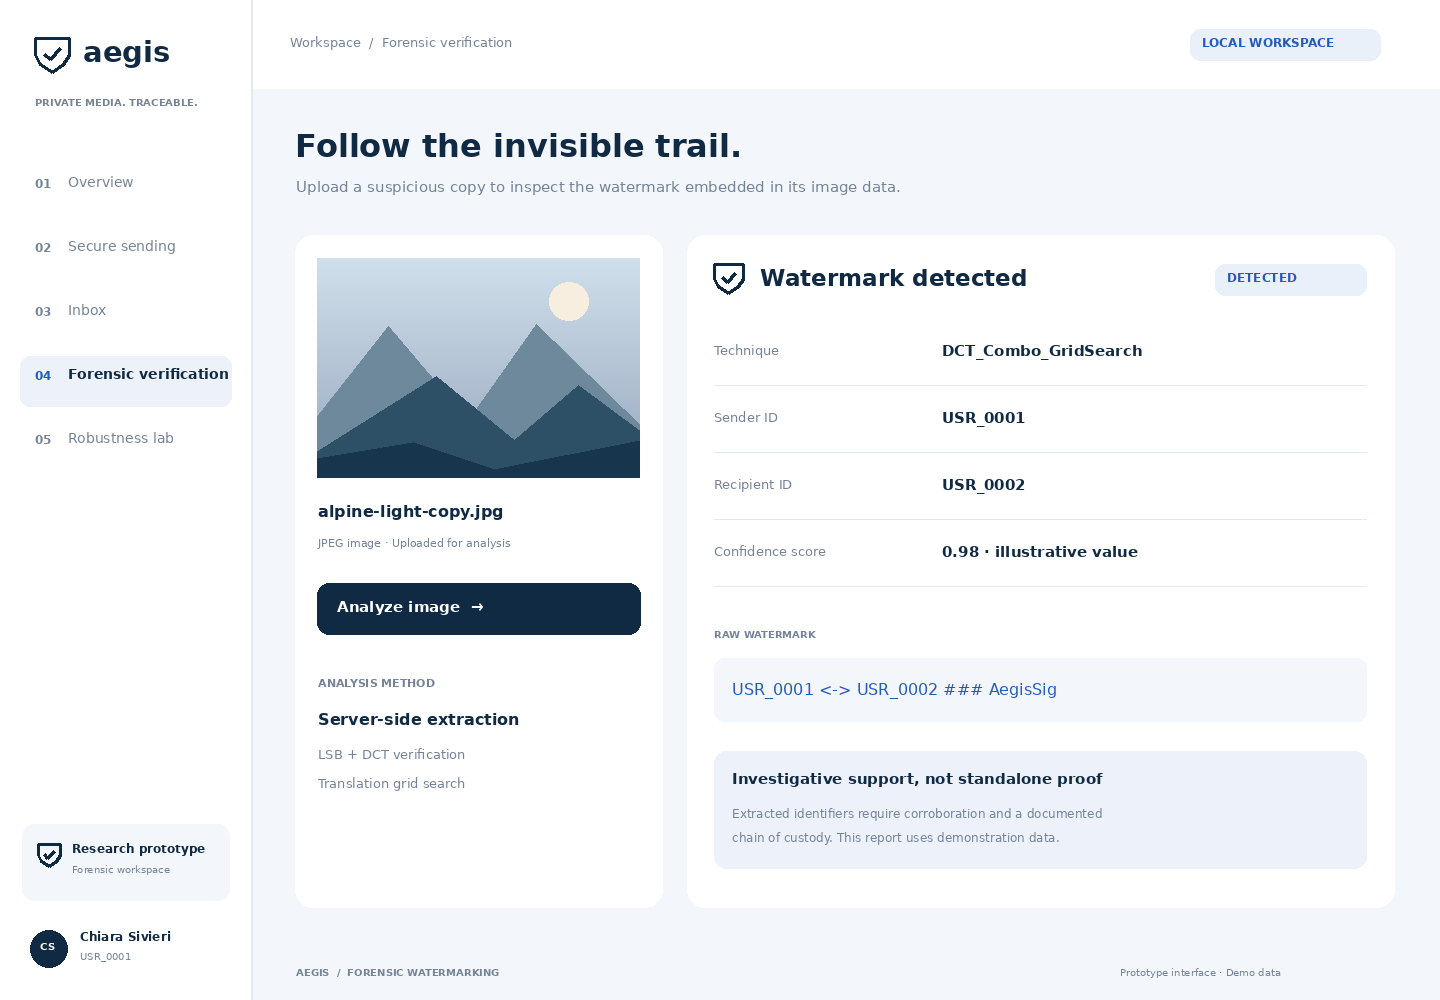 aegis
PRIVATE MEDIA. TRACEABLE.
01 Overview
02 Secure sending
03 Inbox
04 Forensic verification
05 Robustness lab
Research prototype
Forensic workspace
CS
Chiara Sivieri
USR_0001
Workspace / Forensic verification
LOCAL WORKSPACE
Follow the invisible trail.
Upload a suspicious copy to inspect the watermark embedded in its image data.
alpine-light-copy.jpg
JPEG image · Uploaded for analysis
Analyze image →
ANALYSIS METHOD
Server-side extraction
LSB + DCT verification
Translation grid search
Watermark detected
DETECTED
Technique DCT_Combo_GridSearch
Sender ID USR_0001
Recipient ID USR_0002
Confidence score 0.98 · illustrative value
RAW WATERMARK
USR_0001 <-> USR_0002 ### AegisSig
Investigative support, not standalone proof
Extracted identifiers require corroboration and a documented
chain of custody. This report uses demonstration data.
AEGIS / FORENSIC WATERMARKING
Prototype interface · Demo data